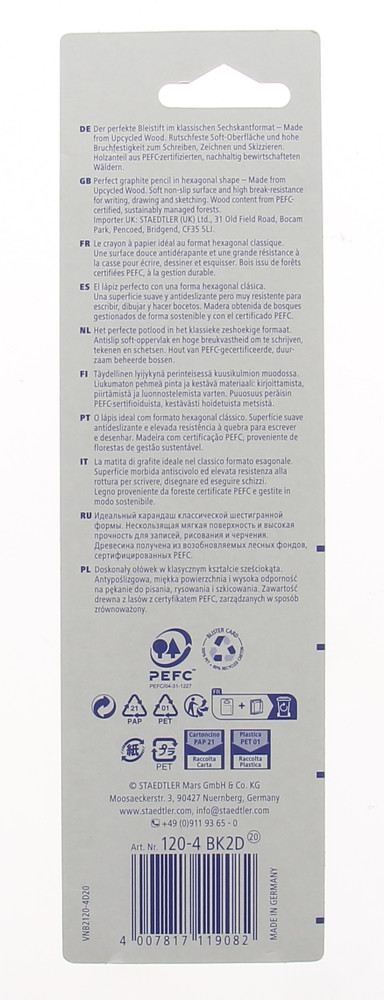 DE Der perfekte Bleistift im klassischen Sechskantformat – Made
from Upcycled Wood. Rutschfeste Soft-Oberfläche und hohe
Bruchfestigkeit zum Schreiben, Zeichnen und Skizzieren.
Holzanteil aus PEFC-zertifizierten, nachhaltig bewirtschafteten
Wäldern.
GB Perfect graphite pencil in hexagonal shape – Made from
Upcycled Wood. Soft non-slip surface and high break-resistance
for writing, drawing and sketching. Wood content from PEFC-
certified, sustainably managed forests.
Importer UK: STAEDTLER (UK) Ltd., 31 Old Field Road, Bocam
Park, Pencoed, Bridgend, CF35 5LJ.
FR Le crayon à papier idéal au format hexagonal classique.
Une surface douce antidérapante et une grande résistance à
la casse pour écrire, dessiner et esquisser. Bois issu de forêts
certifiées PEFC, à la gestion durable.
ES El lápiz perfecto con una forma hexagonal clásica.
Una superficie suave y antideslizante pero muy resistente para
escribir, dibujar y hacer bocetos. Madera obtenida de bosques
gestionados de forma sostenible y con el certificado PEFC.
NL Het perfecte potlood in het klassieke zeshoekige formaat.
Antislip soft-oppervlak en hoge breukvastheid om te schrijven,
tekenen en schetsen. Hout van PEFC-gecertificeerde, duur-
zaam beheerde bossen.
FI Täydellinen lyijykynä perinteisessä kuusikulmion muodossa.
Liukumaton pehmeä pinta ja kestävä materiaali: kirjoittamista,
piirtämistä ja luonnostelemista varten. Puuosuus peräisin
PEFC-sertifioiduista, kestävästi hoidetuista metsistä.
PT O lápis ideal com formato hexagonal clássico. Superfície suave
antideslizante e elevada resistência à quebra para escrever
e desenhar. Madeira com certificação PEFC, proveniente de
florestas de gestão sustentável.
IT La matita di grafite ideale nel classico formato esagonale.
Superficie morbida antiscivolo ed elevata resistenza alla
rottura per scrivere, disegnare ed eseguire schizzi.
Legno proveniente da foreste certificate PEFC e gestite in
modo sostenibile.
RU Идеальный карандаш классической шестигранной
формы. Нескользящая мягкая поверхность и высокая
прочность для записей, рисования и черчения.
Древесина получена из возобновляемых лесных фондов,
сертифицированных PEFC.
PL Doskonały ołówek w klasycznym kształcie sześciokąta.
Antypoślizgowa, miękka powierzchnia i wysoka odporność
na pękanie do pisania, rysowania i szkicowania. Zawartość
drewna z lasów z certyfikatem PEFC, zarządzanych w sposób
zrównoważony.
BLISTER CARD
PEFC™
PEFC/04-31-1227
21
PAP
01
PET
FR
+
紙
プラ
PET
Cartoncino
PAP 21
Raccolta
Carta
Plastica
PET 01
Raccolta
Plastica
© STAEDTLER Mars GmbH & Co. KG
Moosaeckerstr. 3, 90427 Nuernberg, Germany
www.staedtler.com, info@staedtler.com
+49 (0)911 93 65 - 0
Art. Nr. 120-4 BK2D 20
VNB2120-4D20
MADE IN GERMANY
4 007817 119082